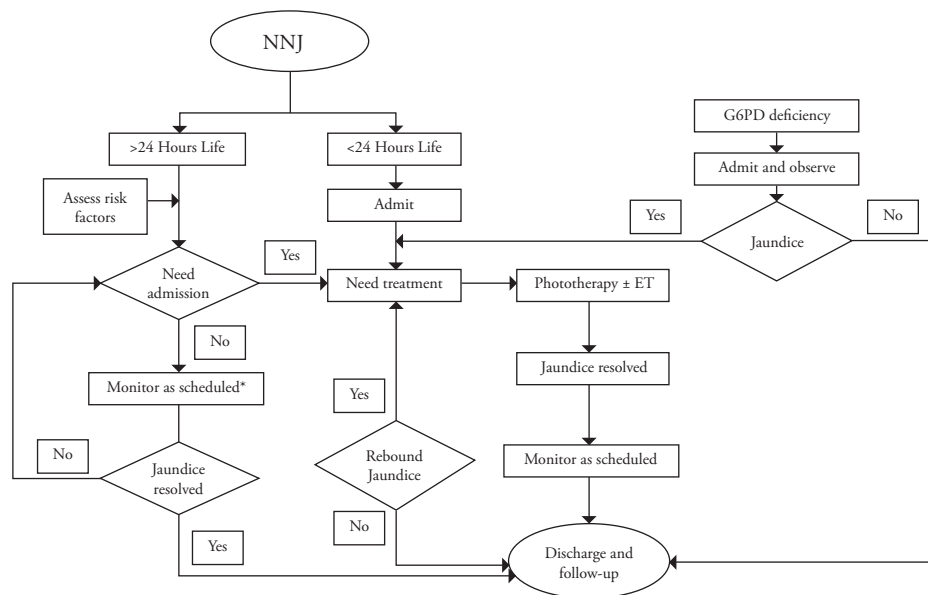 NNJ
>24 Hours Life
<24 Hours Life
G6PD deficiency
Admit and observe
Assess risk
factors
Admit
Yes
No
Jaundice
Need
admission
Yes
Need treatment
Phototherapy ± ET
No
Jaundice resolved
Monitor as scheduled*
Yes
No
Jaundice
resolved
Rebound
Jaundice
Monitor as scheduled
Yes
No
Discharge and
follow-up